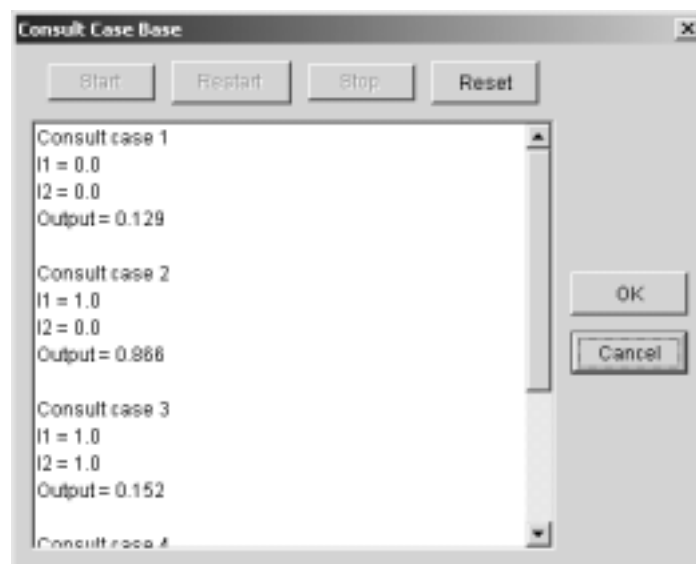 Consult Case Base
Start Restart Stop Reset
Consult case 1
I1 = 0.0
I2 = 0.0
Output = 0.129
Consult case 2
I1 = 1.0
I2 = 0.0
Output = 0.866
Consult case 3
I1 = 1.0
I2 = 1.0
Output = 0.152
Consult case 4
OK
Cancel